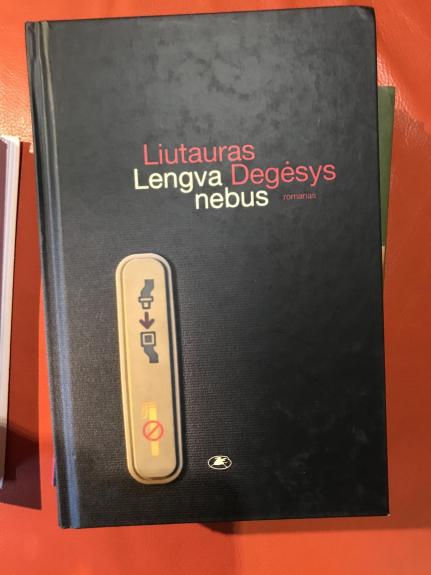 Liutauras
Lengva Degėsys
nebus romanas